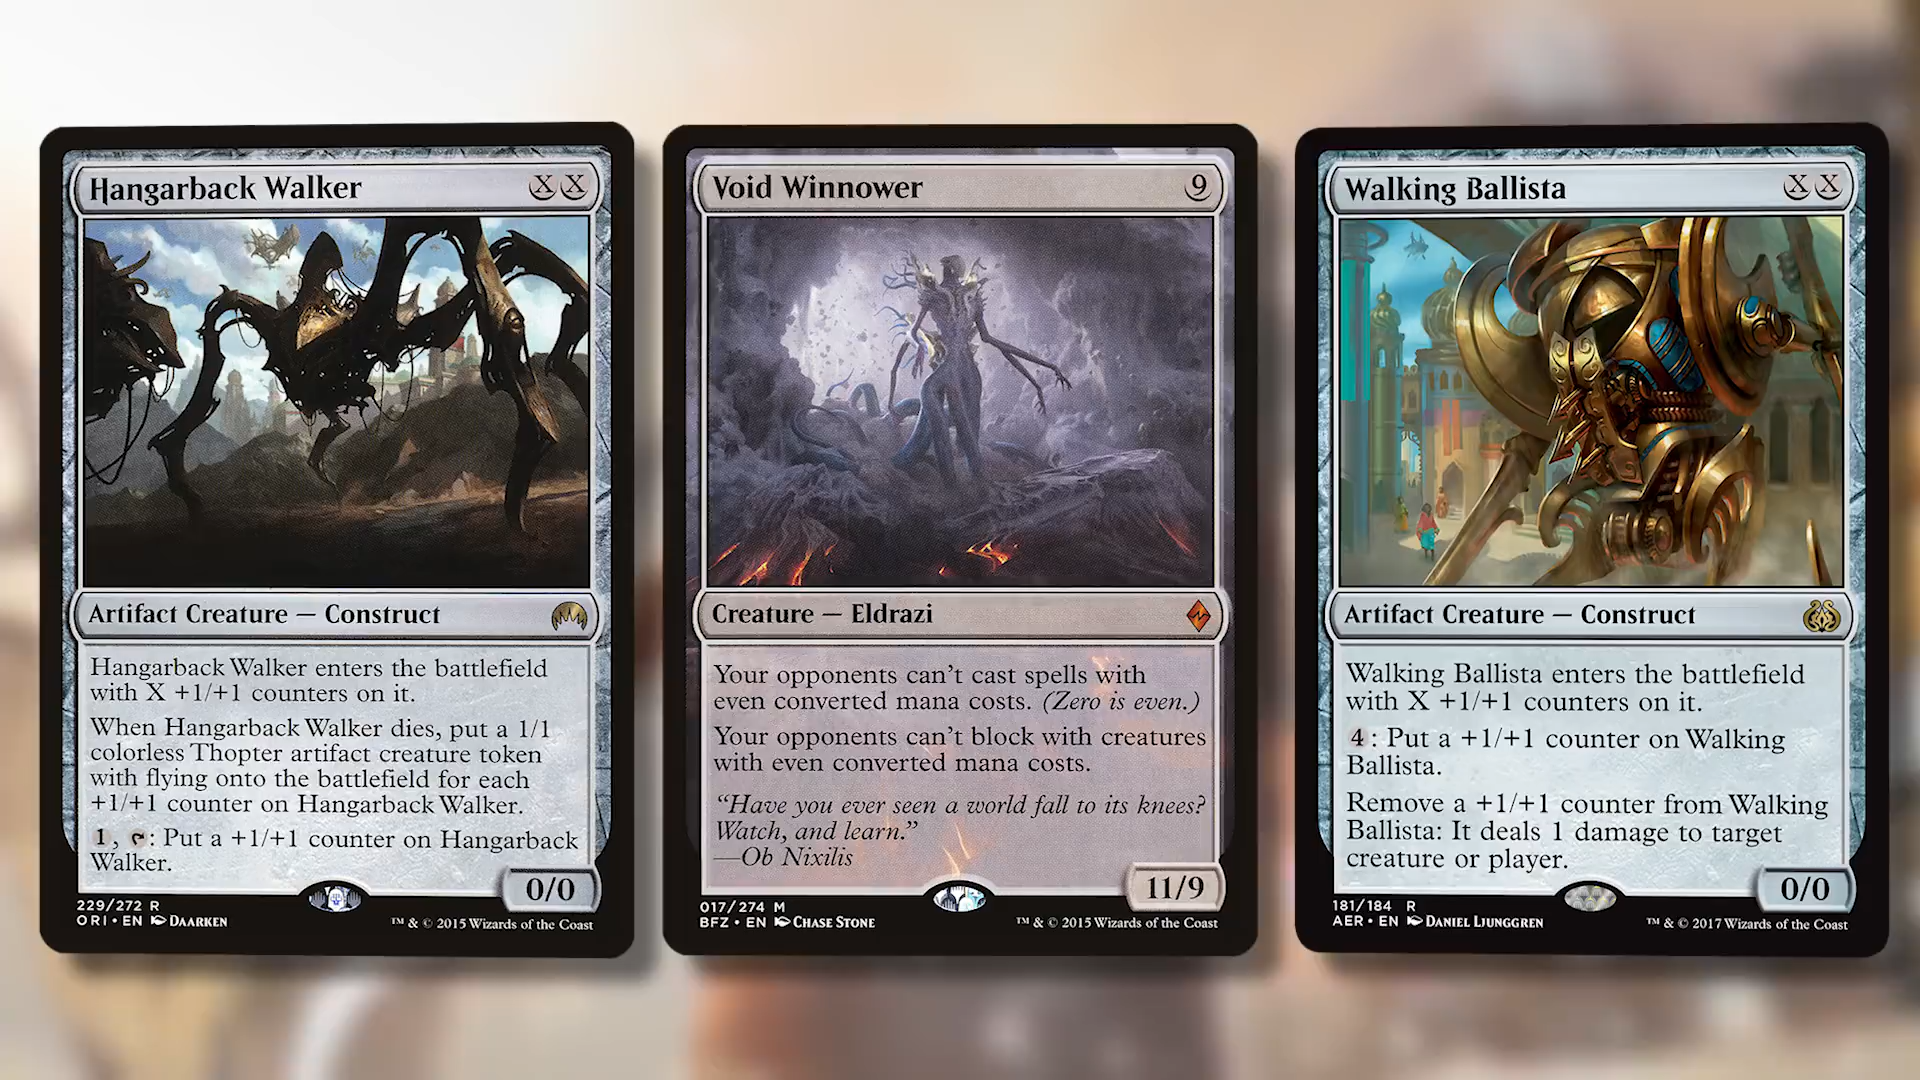 Hangarback Walker XX
Artifact Creature — Construct
Hangarback Walker enters the battlefield
with X +1/+1 counters on it.
When Hangarback Walker dies, put a 1/1
colorless Thopter artifact creature token
with flying onto the battlefield for each
+1/+1 counter on Hangarback Walker.
1, : Put a +1/+1 counter on Hangarback
Walker.
0/0
229/272 R
ORI • EN DAARKEN
™ & © 2015 Wizards of the Coast
Void Winnower 9
Creature — Eldrazi
Your opponents can't cast spells with
even converted mana costs. (Zero is even.)
Your opponents can't block with creatures
with even converted mana costs.
"Have you ever seen a world fall to its knees?
Watch, and learn."
—Ob Nixilis
11/9
017/274 M
BFZ • EN CHASE STONE
™ & © 2015 Wizards of the Coast
Walking Ballista XX
Artifact Creature — Construct
Walking Ballista enters the battlefield
with X +1/+1 counters on it.
4: Put a +1/+1 counter on Walking
Ballista.
Remove a +1/+1 counter from Walking
Ballista: It deals 1 damage to target
creature or player.
0/0
181/184 R
AER • EN DANIEL LJUNGGREN
™ & © 2017 Wizards of the Coast